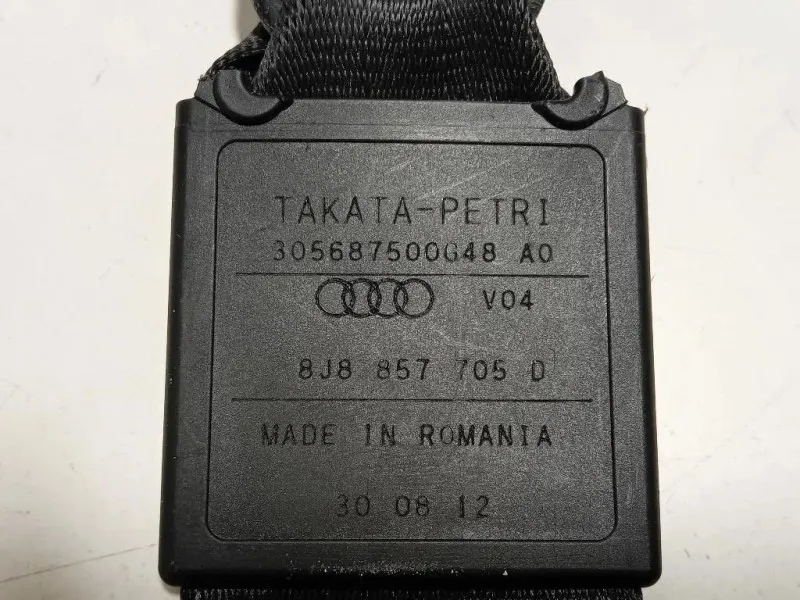 TAKATA-PETRI
305687500G48 A0
V04
8J8 857 705 D
MADE IN ROMANIA
30 08 12